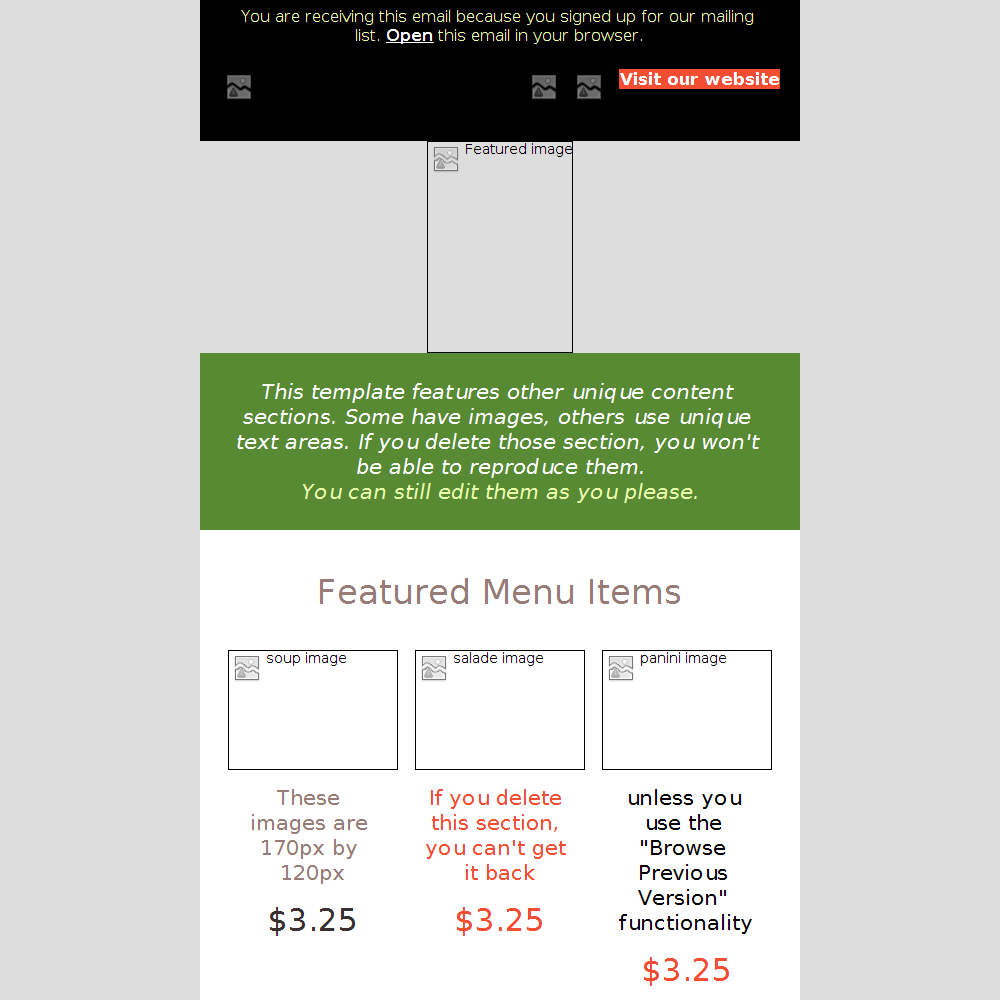 You are receiving this email because you signed up for our mailing
list. Open this email in your browser.
Visit our website
Featured image
This template features other unique content
sections. Some have images, others use unique
text areas. If you delete those section, you won't
be able to reproduce them.
You can still edit them as you please.
Featured Menu Items
soup image
These
images are
170px by
120px
$3.25
salade image
If you delete
this section,
you can't get
it back
$3.25
panini image
unless you
use the
"Browse
Previous
Version"
functionality
$3.25